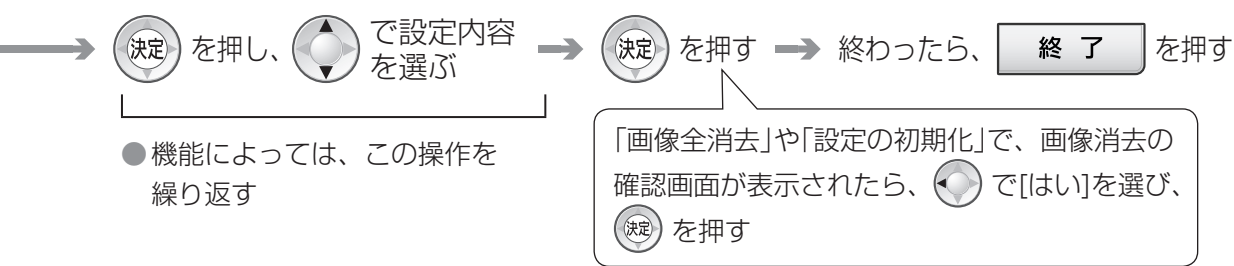 決定 を押し、 で設定内容
を選ぶ
決定 を押す
終わったら、 終 了 を押す
●機能によっては、この操作を
繰り返す
「画像全消去」や「設定の初期化」で、画像消去の
確認画面が表示されたら、 で[はい]を選び、
決定 を押す